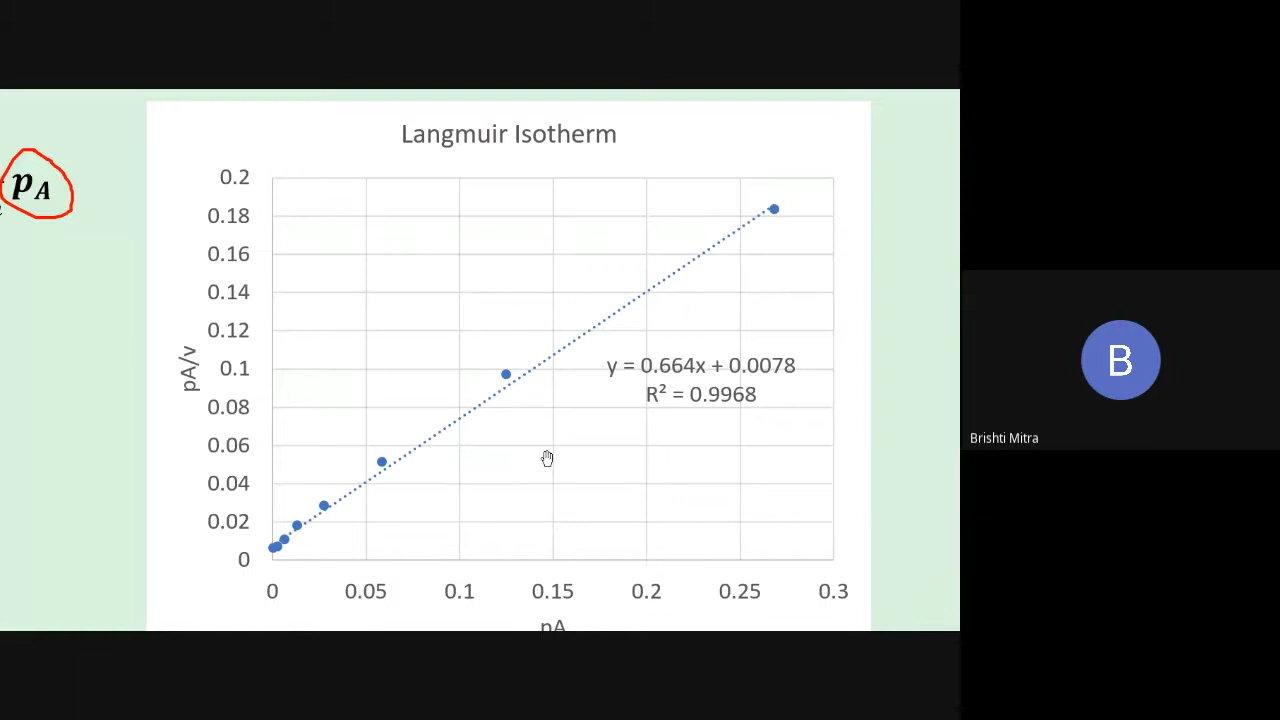 Langmuir Isotherm
p_A
pA/v
0.2
0.18
0.16
0.14
0.12
0.1
0.08
0.06
0.04
0.02
0
y = 0.664x + 0.0078
R² = 0.9968
0 0.05 0.1 0.15 0.2 0.25 0.3
pA
B
Brishti Mitra